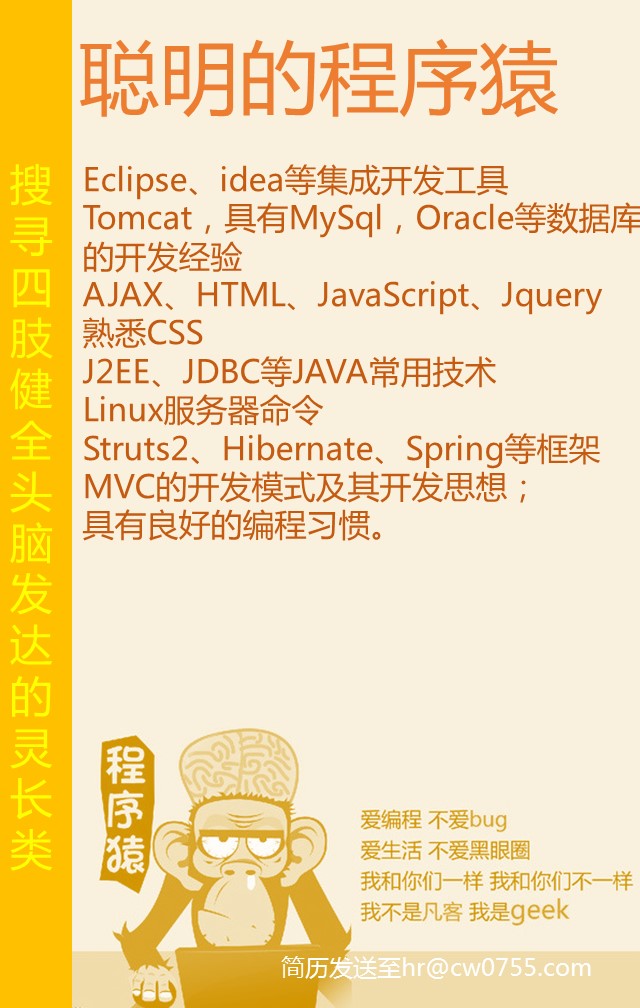 聪明的程序猿
搜寻四肢健全头脑发达的灵长类
Eclipse、idea等集成开发工具
Tomcat，具有MySql，Oracle等数据库
的开发经验
AJAX、HTML、JavaScript、Jquery
熟悉CSS
J2EE、JDBC等JAVA常用技术
Linux服务器命令
Struts2、Hibernate、Spring等框架
MVC的开发模式及其开发思想；
具有良好的编程习惯。
程序猿
爱编程 不爱bug
爱生活 不爱黑眼圈
我和你们一样 我和你们不一样
我不是凡客 我是geek
简历发送至hr@cw0755.com